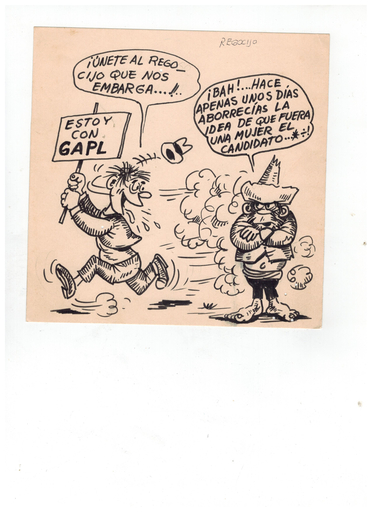 REGOCIJO
¡ÚNETE AL REGO-
CIJO QUE NOS
EMBARGA...!!..
ESTOY
CON
GAPL
¡BAH!...HACE
APENAS UNOS DÍAS
ABORRECÍAS LA
IDEA DE QUE FUERA
UNA MUJER EL
CANDIDATO...*÷!